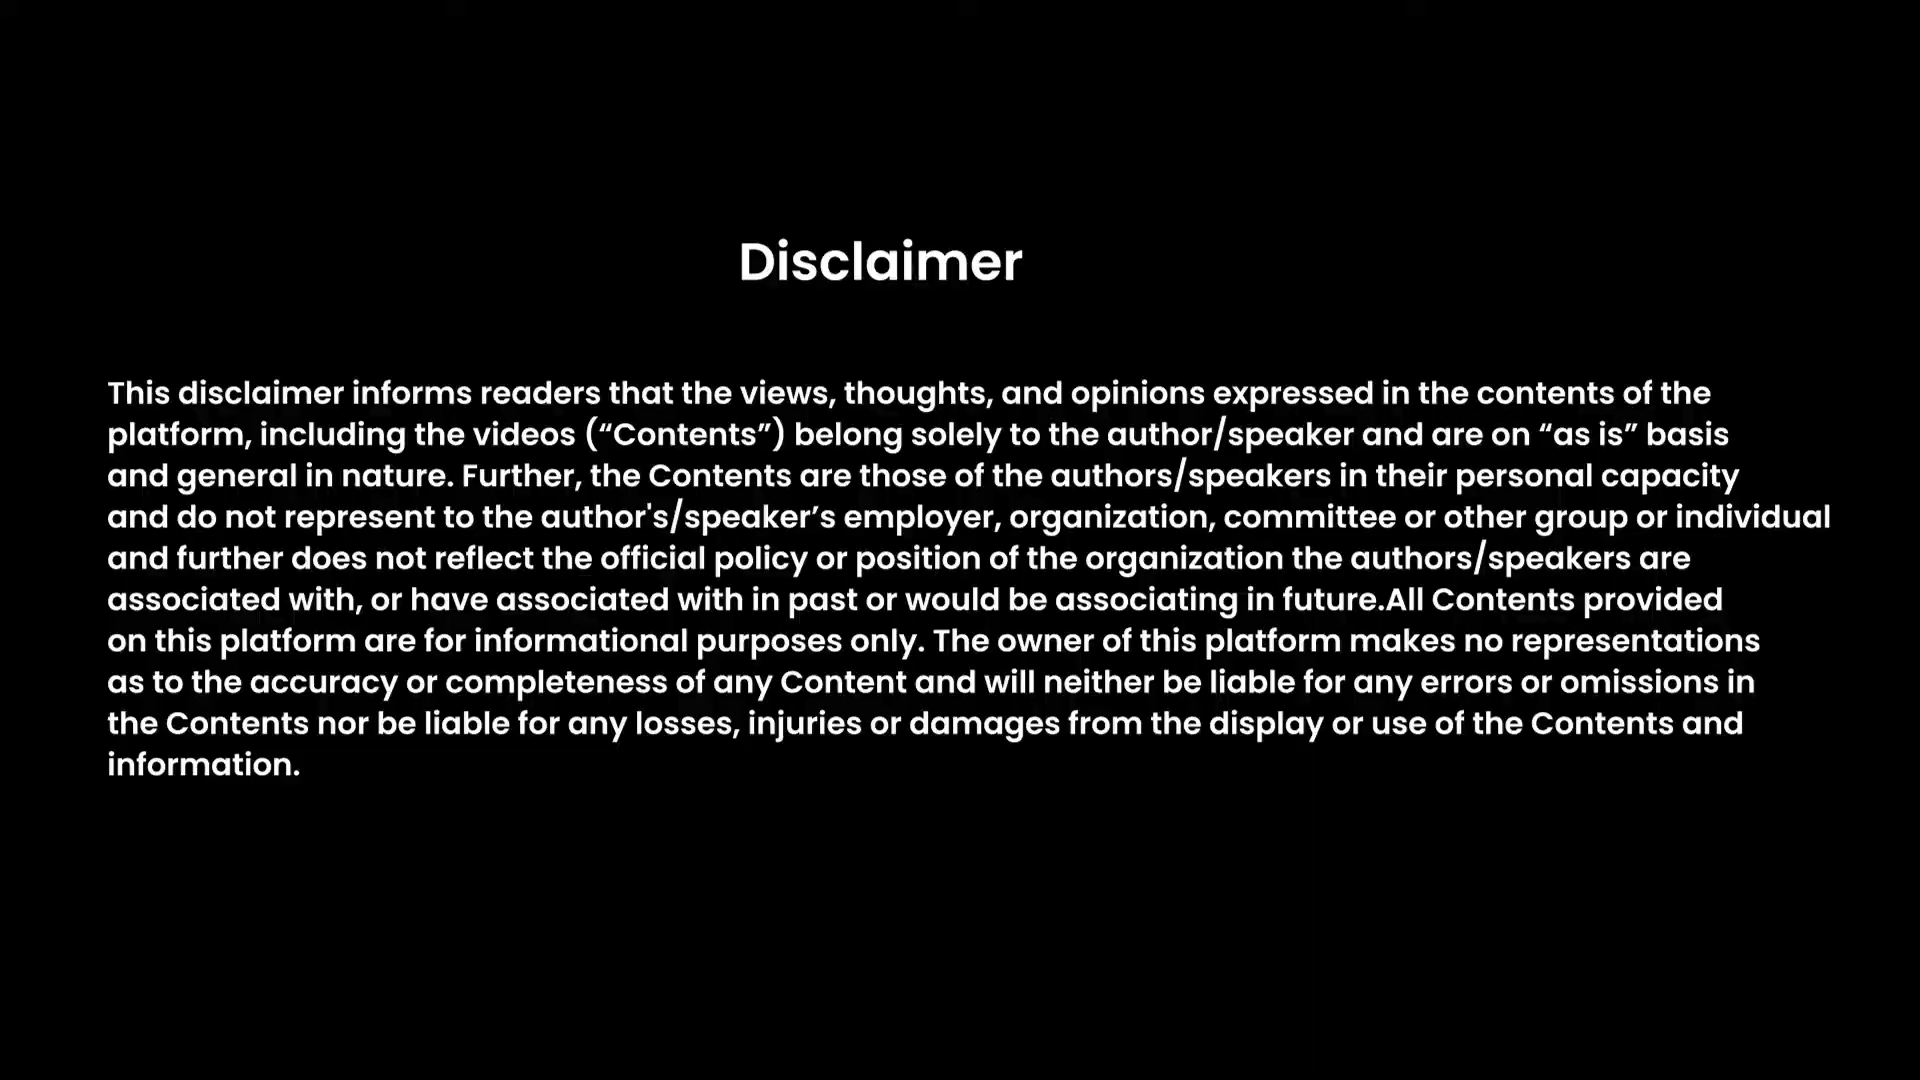 Disclaimer
This disclaimer informs readers that the views, thoughts, and opinions expressed in the contents of the
platform, including the videos (“Contents”) belong solely to the author/speaker and are on “as is” basis
and general in nature. Further, the Contents are those of the authors/speakers in their personal capacity
and do not represent to the author's/speaker’s employer, organization, committee or other group or individual
and further does not reflect the official policy or position of the organization the authors/speakers are
associated with, or have associated with in past or would be associating in future.All Contents provided
on this platform are for informational purposes only. The owner of this platform makes no representations
as to the accuracy or completeness of any Content and will neither be liable for any errors or omissions in
the Contents nor be liable for any losses, injuries or damages from the display or use of the Contents and
information.